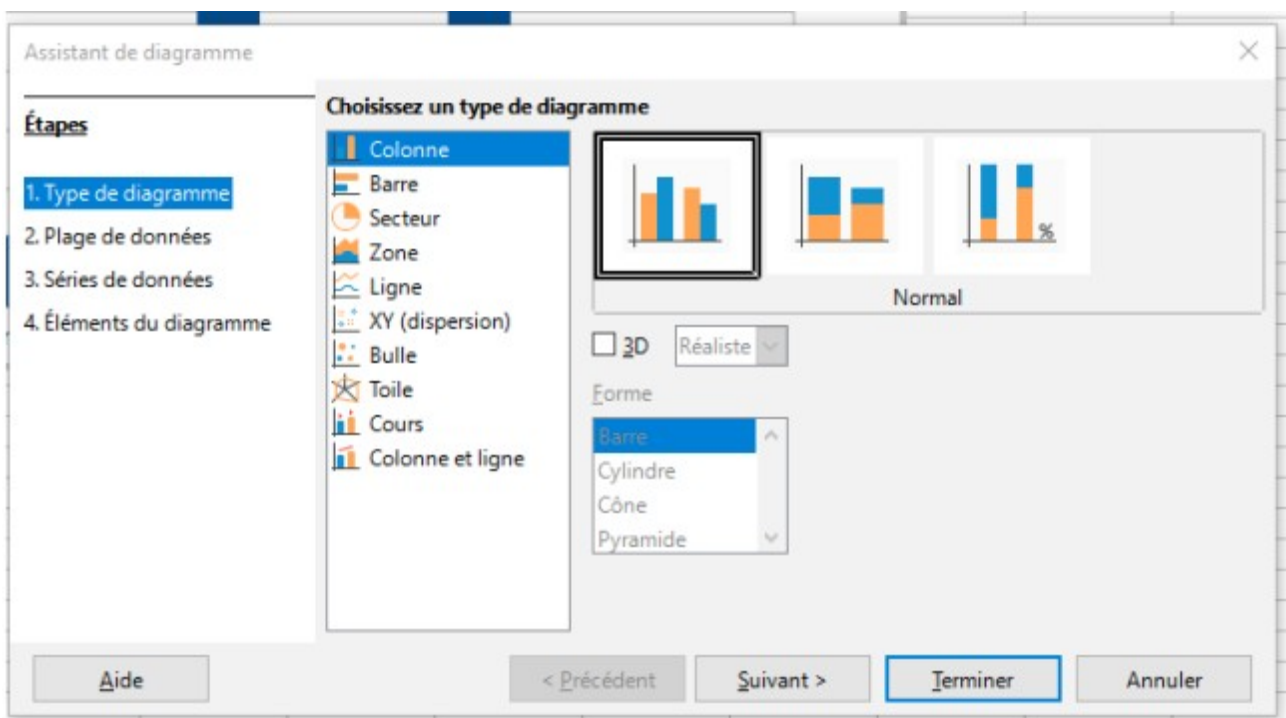 Assistant de diagramme
Étapes
1. Type de diagramme
2. Plage de données
3. Séries de données
4. Éléments du diagramme
Choisissez un type de diagramme
Colonne
Barre
Secteur
Zone
Ligne
XY (dispersion)
Bulle
Toile
Cours
Colonne et ligne
%
Normal
3D
Réaliste
Forme
Barre
Cylindre
Cône
Pyramide
Aide
< Précédent
Suivant >
Terminer
Annuler